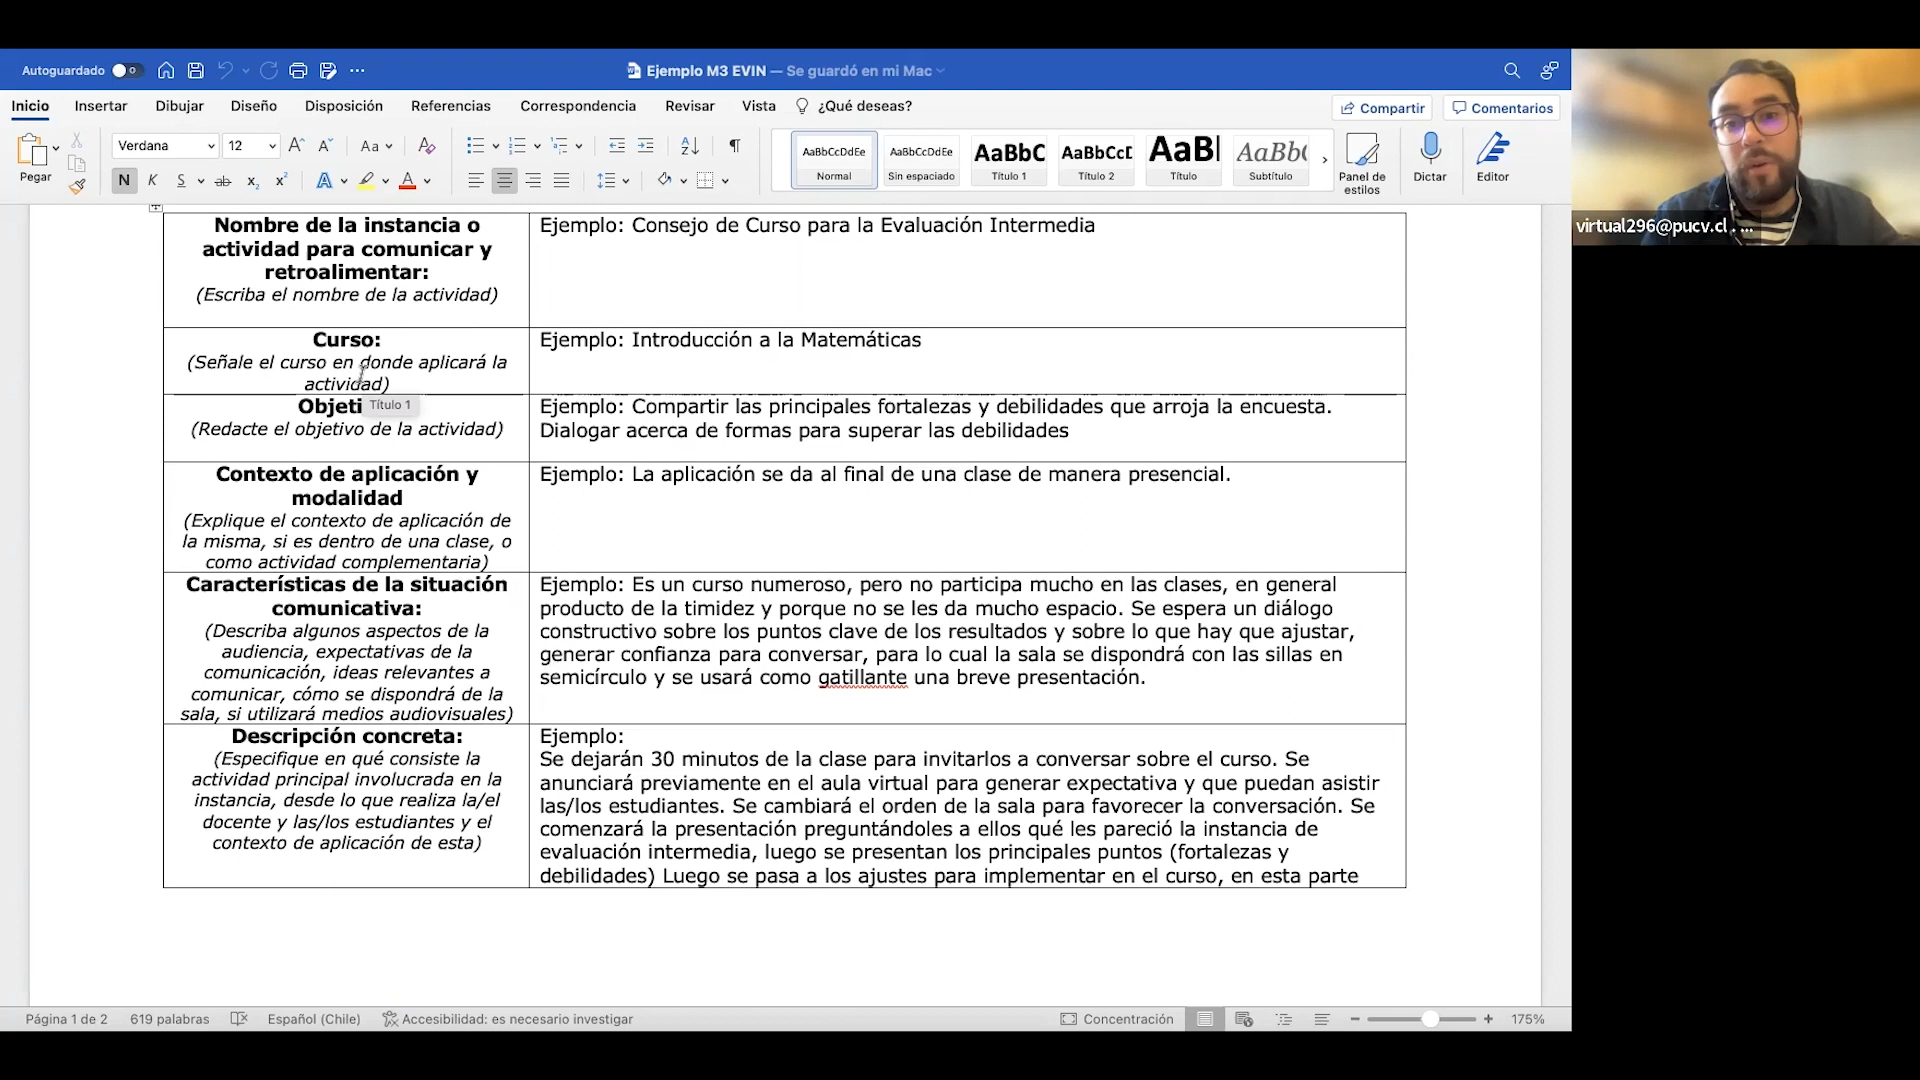 Autoguardado
Ejemplo M3 EVIN — Se guardó en mi Mac
Inicio Insertar Dibujar Diseño Disposición Referencias Correspondencia Revisar Vista ¿Qué deseas? Compartir Comentarios
Pegar
Verdana 12
AaBbCcDdEe Normal
AaBbCcDdEe Sin espaciado
AaBbC Título 1
AaBbCcD Título 2
AaBb Título
AaBb Subtítulo
Panel de estilos
Dictar
Editor
virtual296@pucv.cl . ...
Nombre de la instancia o
actividad para comunicar y
retroalimentar:
(Escriba el nombre de la actividad)
Ejemplo: Consejo de Curso para la Evaluación Intermedia
Curso:
(Señale el curso en donde aplicará la
actividad)
Ejemplo: Introducción a la Matemáticas
Objeti
Título 1
(Redacte el objetivo de la actividad)
Ejemplo: Compartir las principales fortalezas y debilidades que arroja la encuesta.
Dialogar acerca de formas para superar las debilidades
Contexto de aplicación y
modalidad
(Explique el contexto de aplicación de
la misma, si es dentro de una clase, o
como actividad complementaria)
Ejemplo: La aplicación se da al final de una clase de manera presencial.
Características de la situación
comunicativa:
(Describa algunos aspectos de la
audiencia, expectativas de la
comunicación, ideas relevantes a
comunicar, cómo se dispondrá de la
sala, si utilizará medios audiovisuales)
Ejemplo: Es un curso numeroso, pero no participa mucho en las clases, en general
producto de la timidez y porque no se les da mucho espacio. Se espera un diálogo
constructivo sobre los puntos clave de los resultados y sobre lo que hay que ajustar,
generar confianza para conversar, para lo cual la sala se dispondrá con las sillas en
semicírculo y se usará como gatillante una breve presentación.
Descripción concreta:
(Especifique en qué consiste la
actividad principal involucrada en la
instancia, desde lo que realiza la/el
docente y las/los estudiantes y el
contexto de aplicación de esta)
Ejemplo:
Se dejarán 30 minutos de la clase para invitarlos a conversar sobre el curso. Se
anunciará previamente en el aula virtual para generar expectativa y que puedan asistir
las/los estudiantes. Se cambiará el orden de la sala para favorecer la conversación. Se
comenzará la presentación preguntándoles a ellos qué les pareció la instancia de
evaluación intermedia, luego se presentan los principales puntos (fortalezas y
debilidades) Luego se pasa a los ajustes para implementar en el curso, en esta parte
Página 1 de 2 619 palabras Español (Chile) Accesibilidad: es necesario investigar Concentración 175%